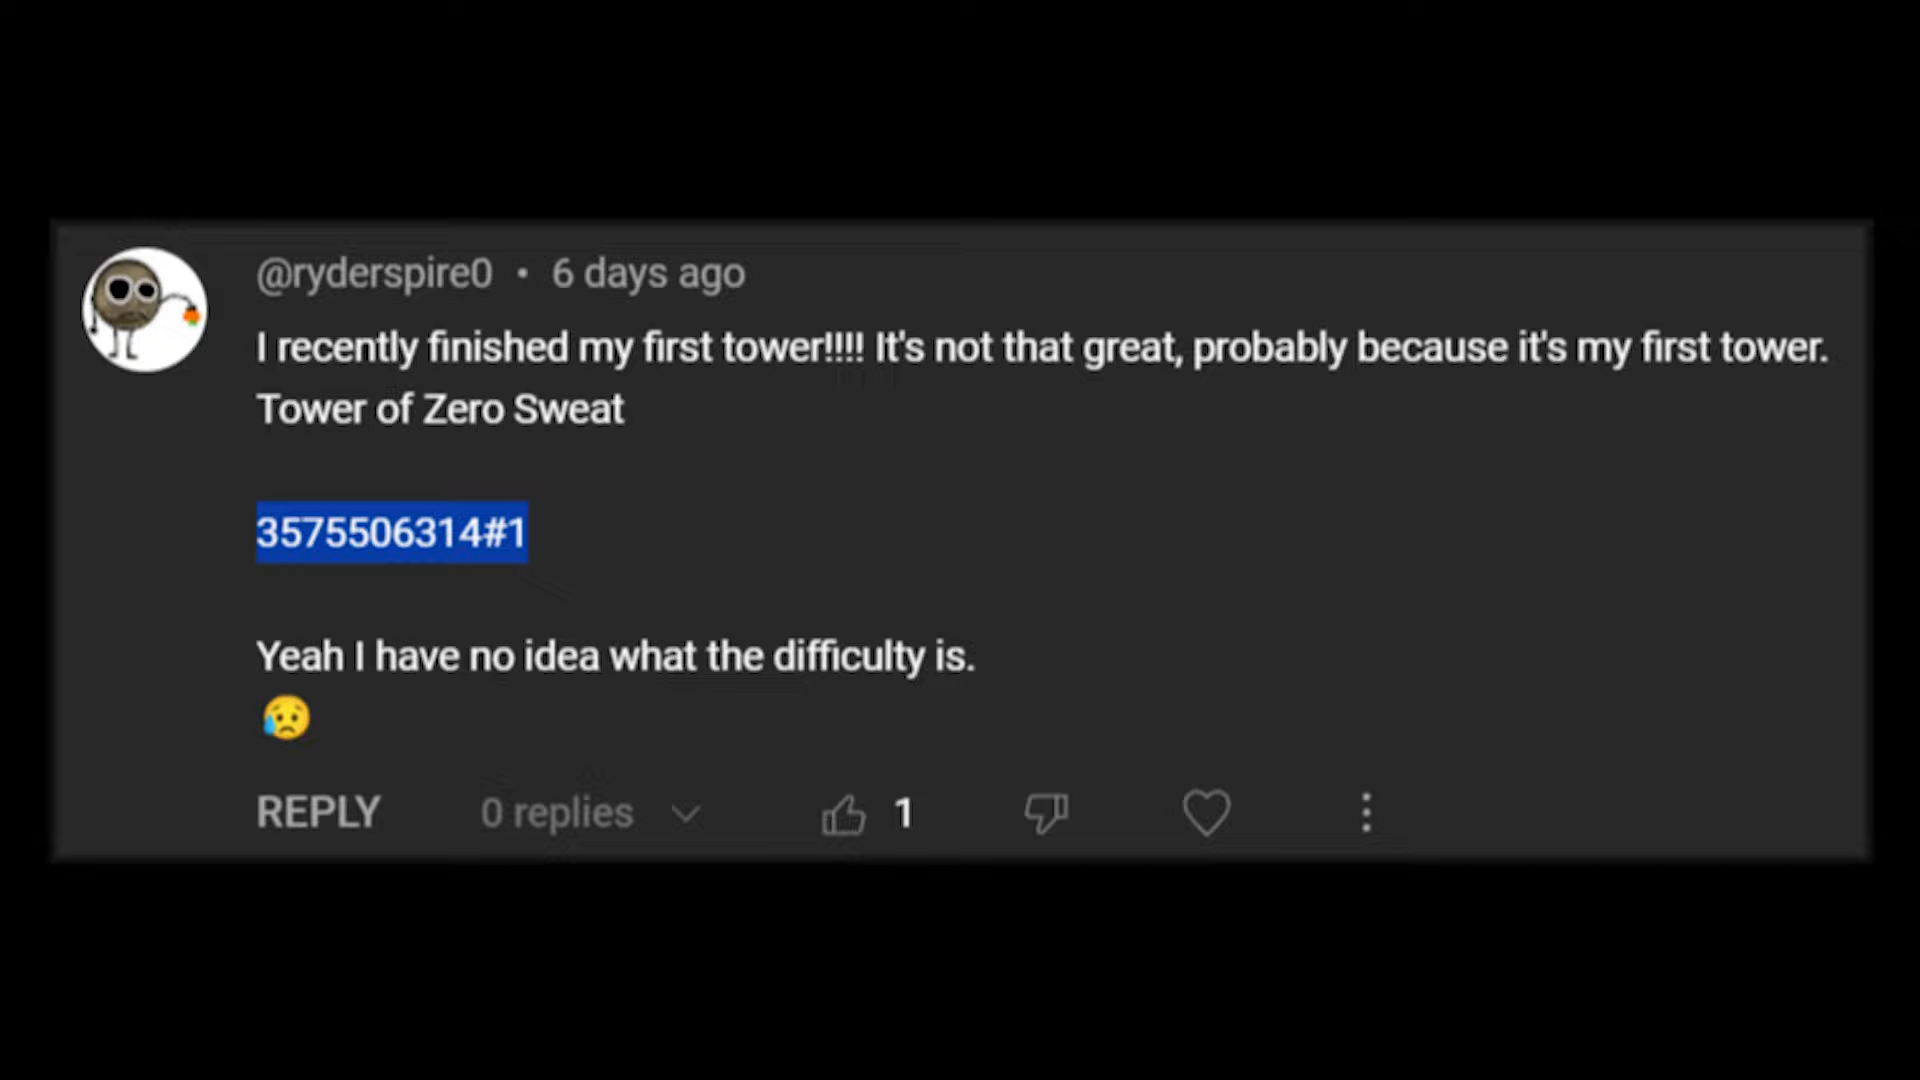 @ryderspire0 • 6 days ago
I recently finished my first tower!!!! It's not that great, probably because it's my first tower.
Tower of Zero Sweat
3575506314#1
Yeah I have no idea what the difficulty is.
😥
REPLY 0 replies 1